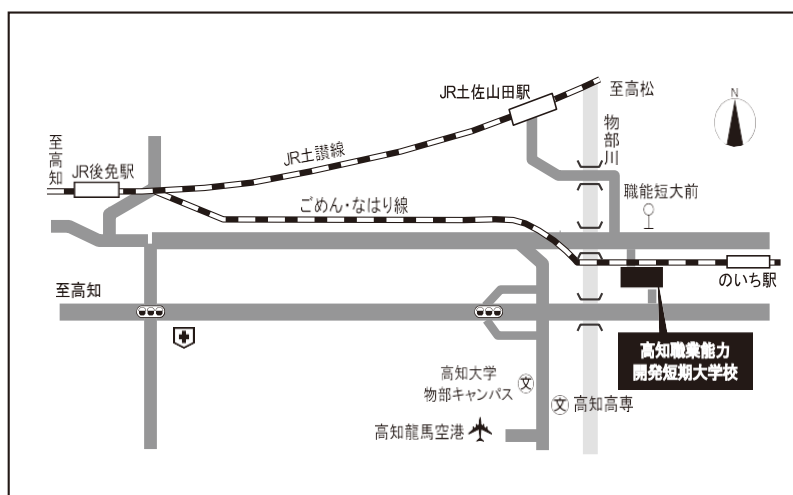 JR土佐山田駅
至高松
N
物部川
至高知
JR後免駅
JR土讃線
職能短大前
ごめん・なはり線
のいち駅
至高知
高知職業能力
開発短期大学校
高知大学
物部キャンパス
文
文
高知高専
高知龍馬空港